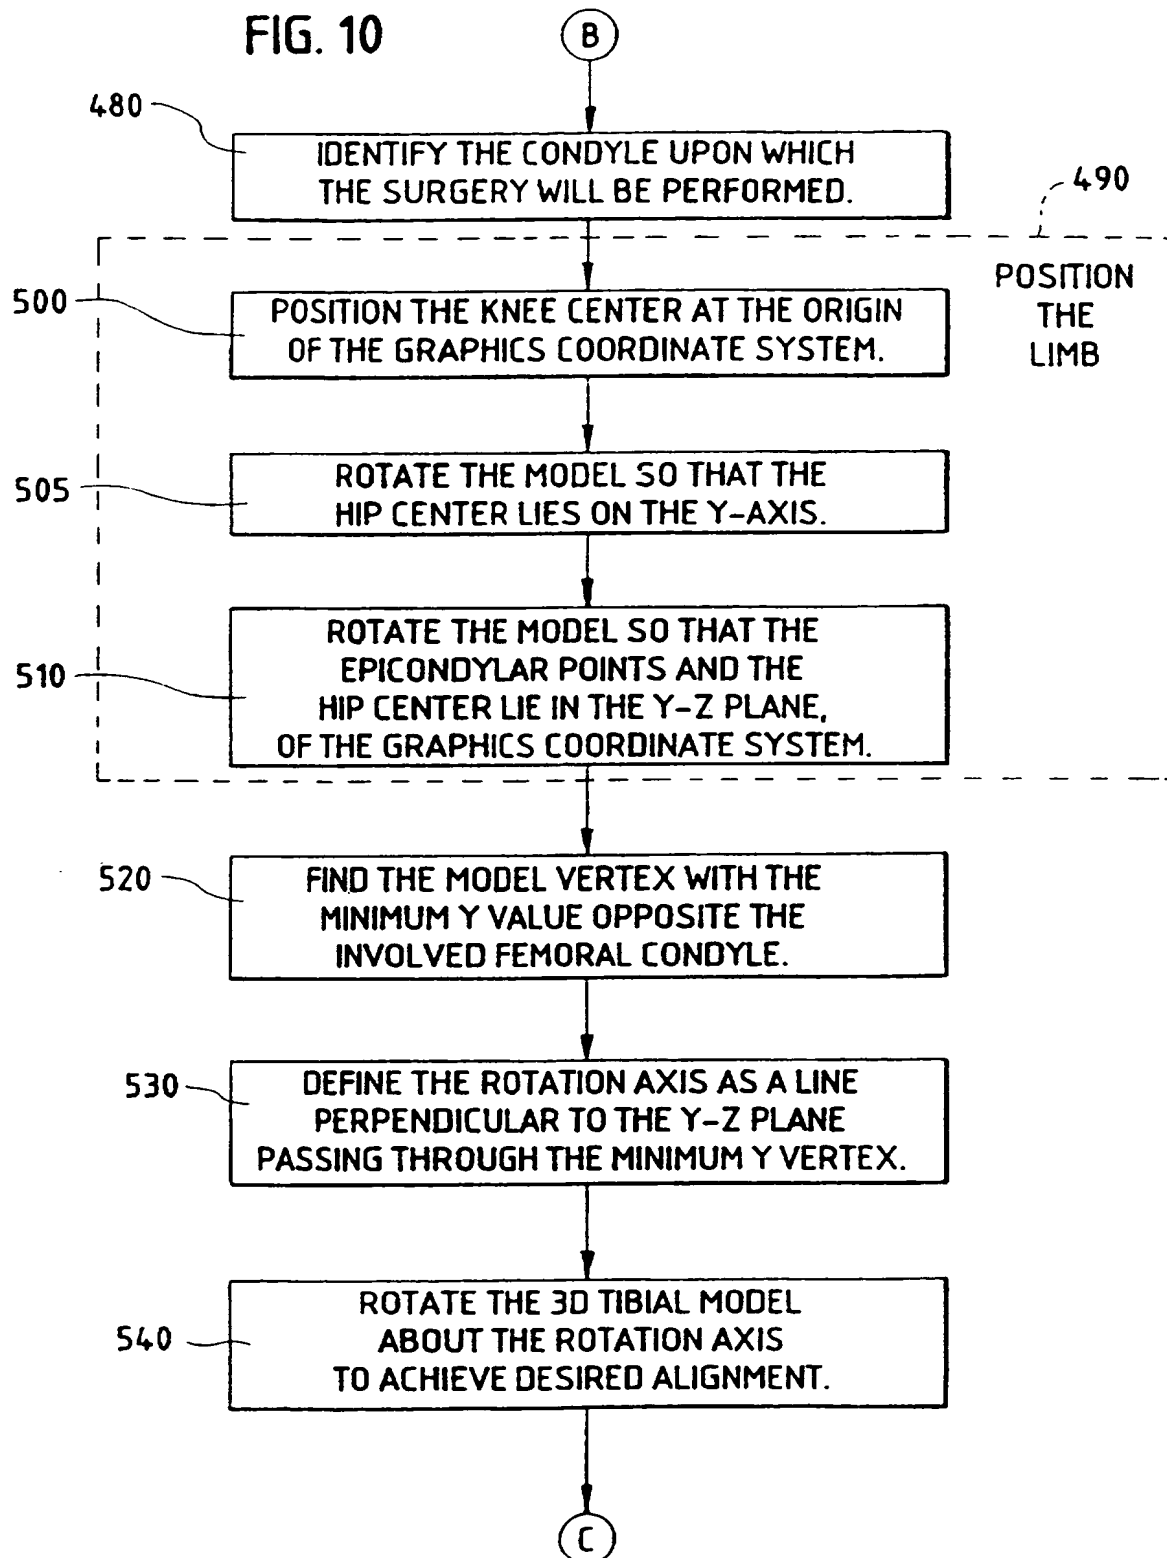 FIG. 10
B
480
IDENTIFY THE CONDYLE UPON WHICH
THE SURGERY WILL BE PERFORMED.
490
POSITION
THE
LIMB
500
POSITION THE KNEE CENTER AT THE ORIGIN
OF THE GRAPHICS COORDINATE SYSTEM.
505
ROTATE THE MODEL SO THAT THE
HIP CENTER LIES ON THE Y-AXIS.
510
ROTATE THE MODEL SO THAT THE
EPICONDYLAR POINTS AND THE
HIP CENTER LIE IN THE Y-Z PLANE,
OF THE GRAPHICS COORDINATE SYSTEM.
520
FIND THE MODEL VERTEX WITH THE
MINIMUM Y VALUE OPPOSITE THE
INVOLVED FEMORAL CONDYLE.
530
DEFINE THE ROTATION AXIS AS A LINE
PERPENDICULAR TO THE Y-Z PLANE
PASSING THROUGH THE MINIMUM Y VERTEX.
540
ROTATE THE 3D TIBIAL MODEL
ABOUT THE ROTATION AXIS
TO ACHIEVE DESIRED ALIGNMENT.
C